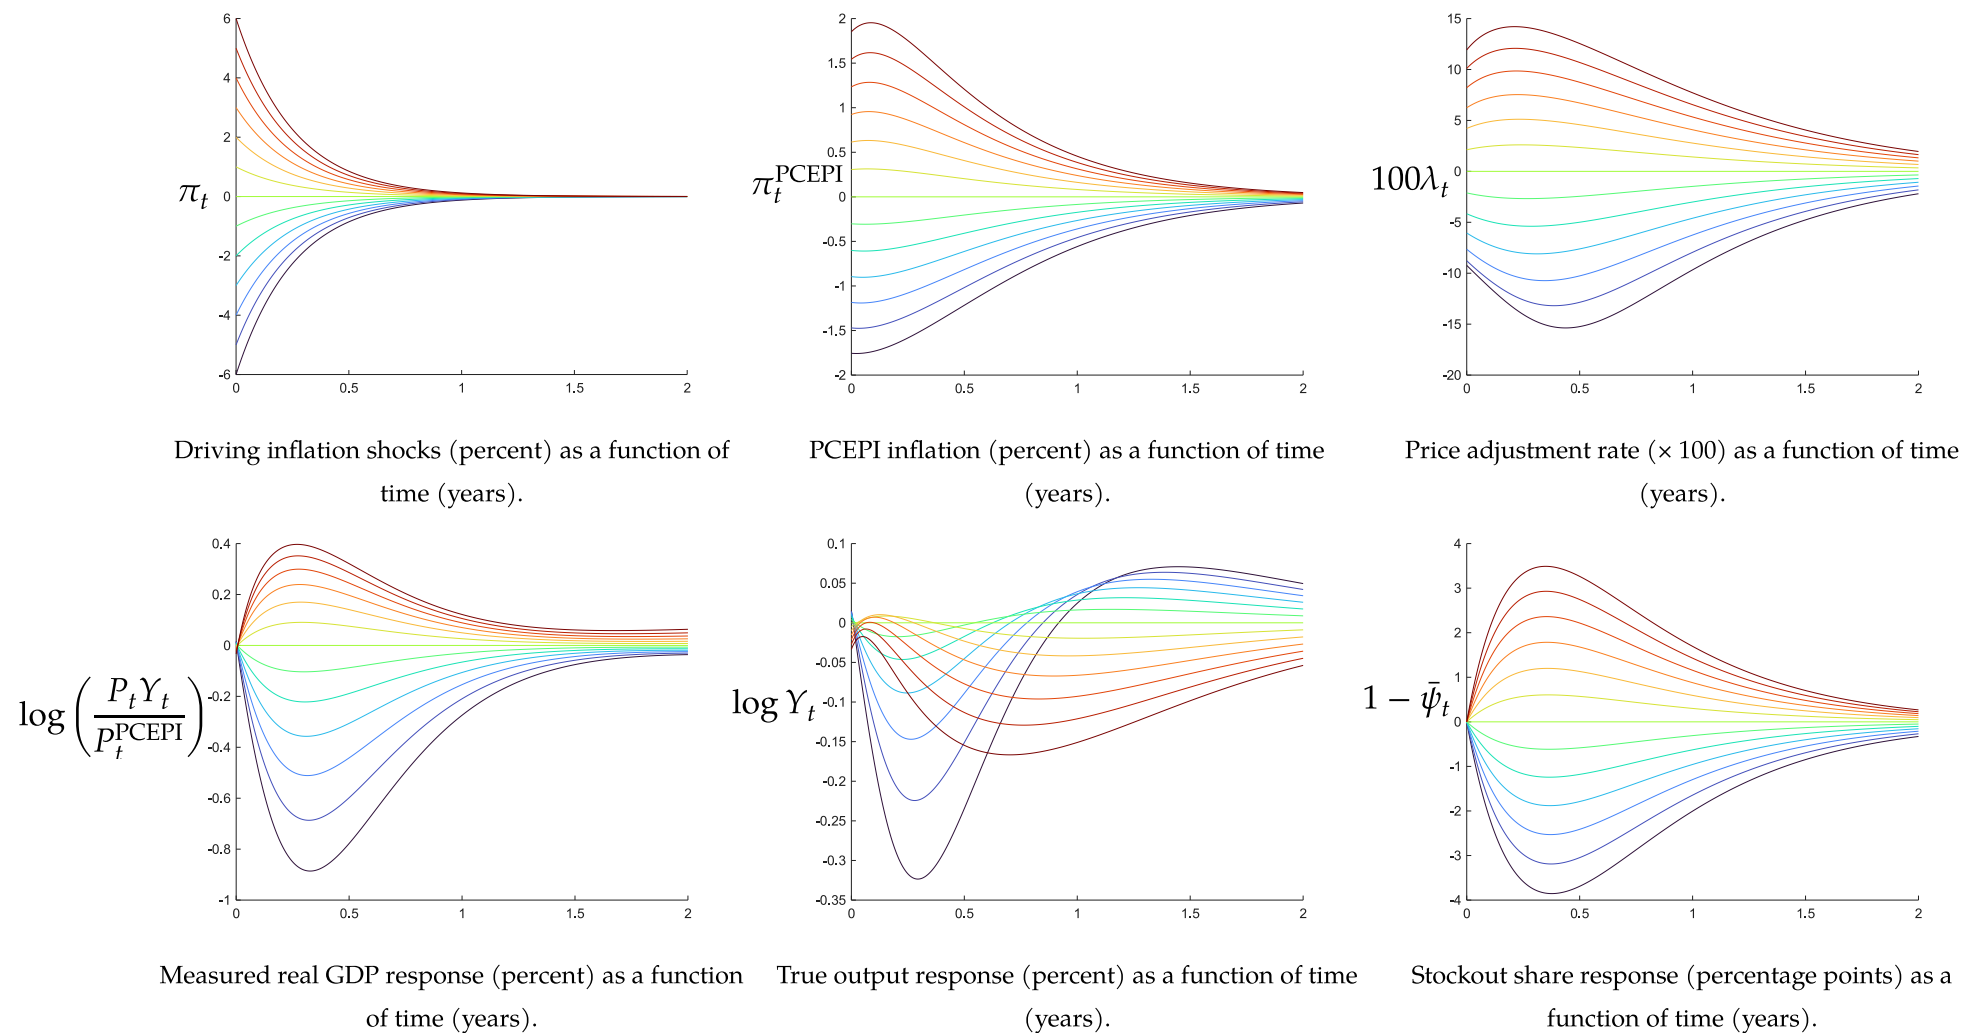 6
4
2
0
-2
-4
-6
0 0.5 1 1.5 2
π_t
Driving inflation shocks (percent) as a function of
time (years).
2
1.5
1
0.5
0
-0.5
-1
-1.5
-2
0 0.5 1 1.5 2
π_t^PCEPI
PCEPI inflation (percent) as a function of time
(years).
15
10
5
0
-5
-10
-15
-20
0 0.5 1 1.5 2
100λ_t
Price adjustment rate (× 100) as a function of time
(years).
0.4
0.2
0
-0.2
-0.4
-0.6
-0.8
-1
0 0.5 1 1.5 2
log(P_tY_t/P_t^PCEPI)
Measured real GDP response (percent) as a function
of time (years).
0.1
0.05
0
-0.05
-0.1
-0.15
-0.2
-0.25
-0.3
-0.35
0 0.5 1 1.5 2
log Y_t
True output response (percent) as a function of time
(years).
4
3
2
1
0
-1
-2
-3
-4
0 0.5 1 1.5 2
1 − ψ̄_t
Stockout share response (percentage points) as a
function of time (years).